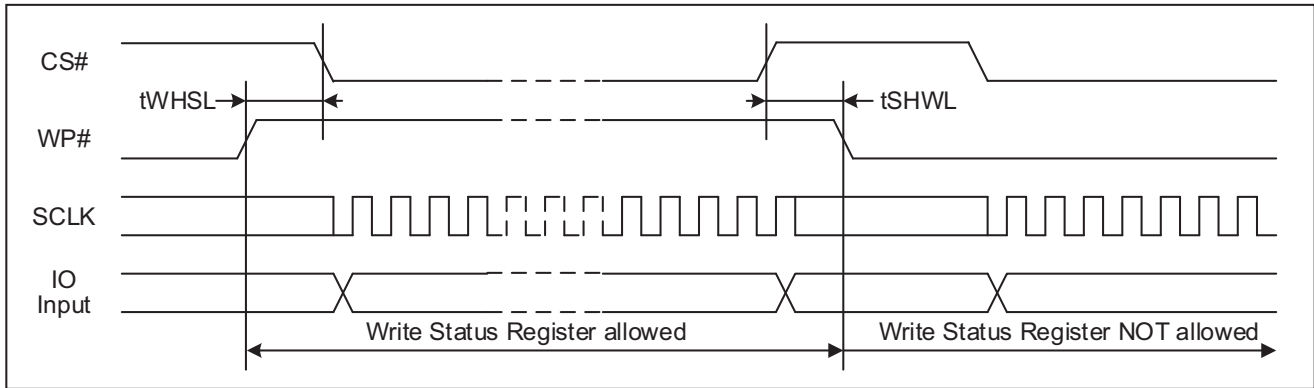 CS#
tWHSL
tSHWL
WP#
SCLK
IO
Input
Write Status Register allowed
Write Status Register NOT allowed